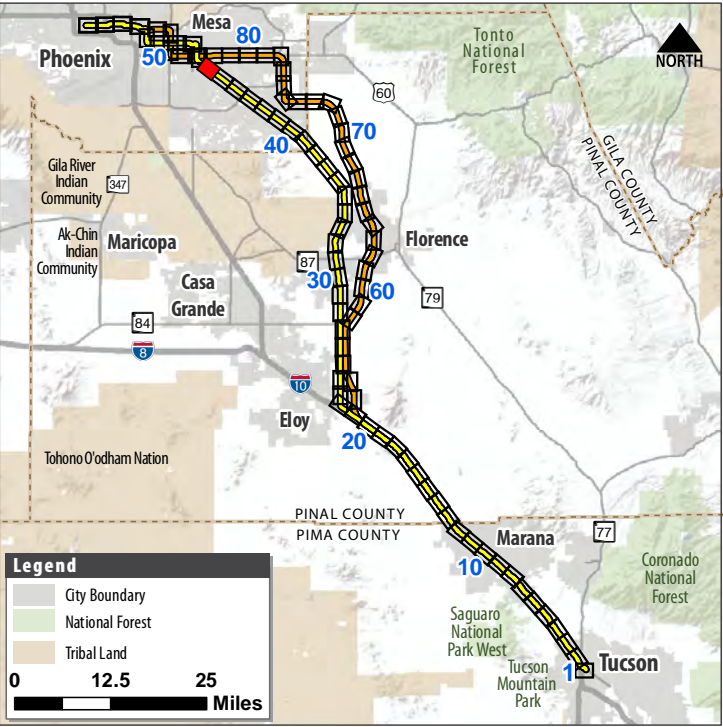 Mesa
80
Tonto
National
Forest
NORTH
Phoenix
50
60
70
40
GILA COUNTY
PINAL COUNTY
Gila River
Indian
Community
347
Ak-Chin
Indian
Community
Maricopa
Florence
87
30
Casa
Grande
60
79
84
8
10
Eloy
20
Tohono O'odham Nation
PINAL COUNTY
PIMA COUNTY
Marana
77
10
Coronado
National
Forest
Legend
City Boundary
National Forest
Tribal Land
0 12.5 25
Miles
Saguaro
National
Park West
Tucson
Mountain
Park
1
Tucson